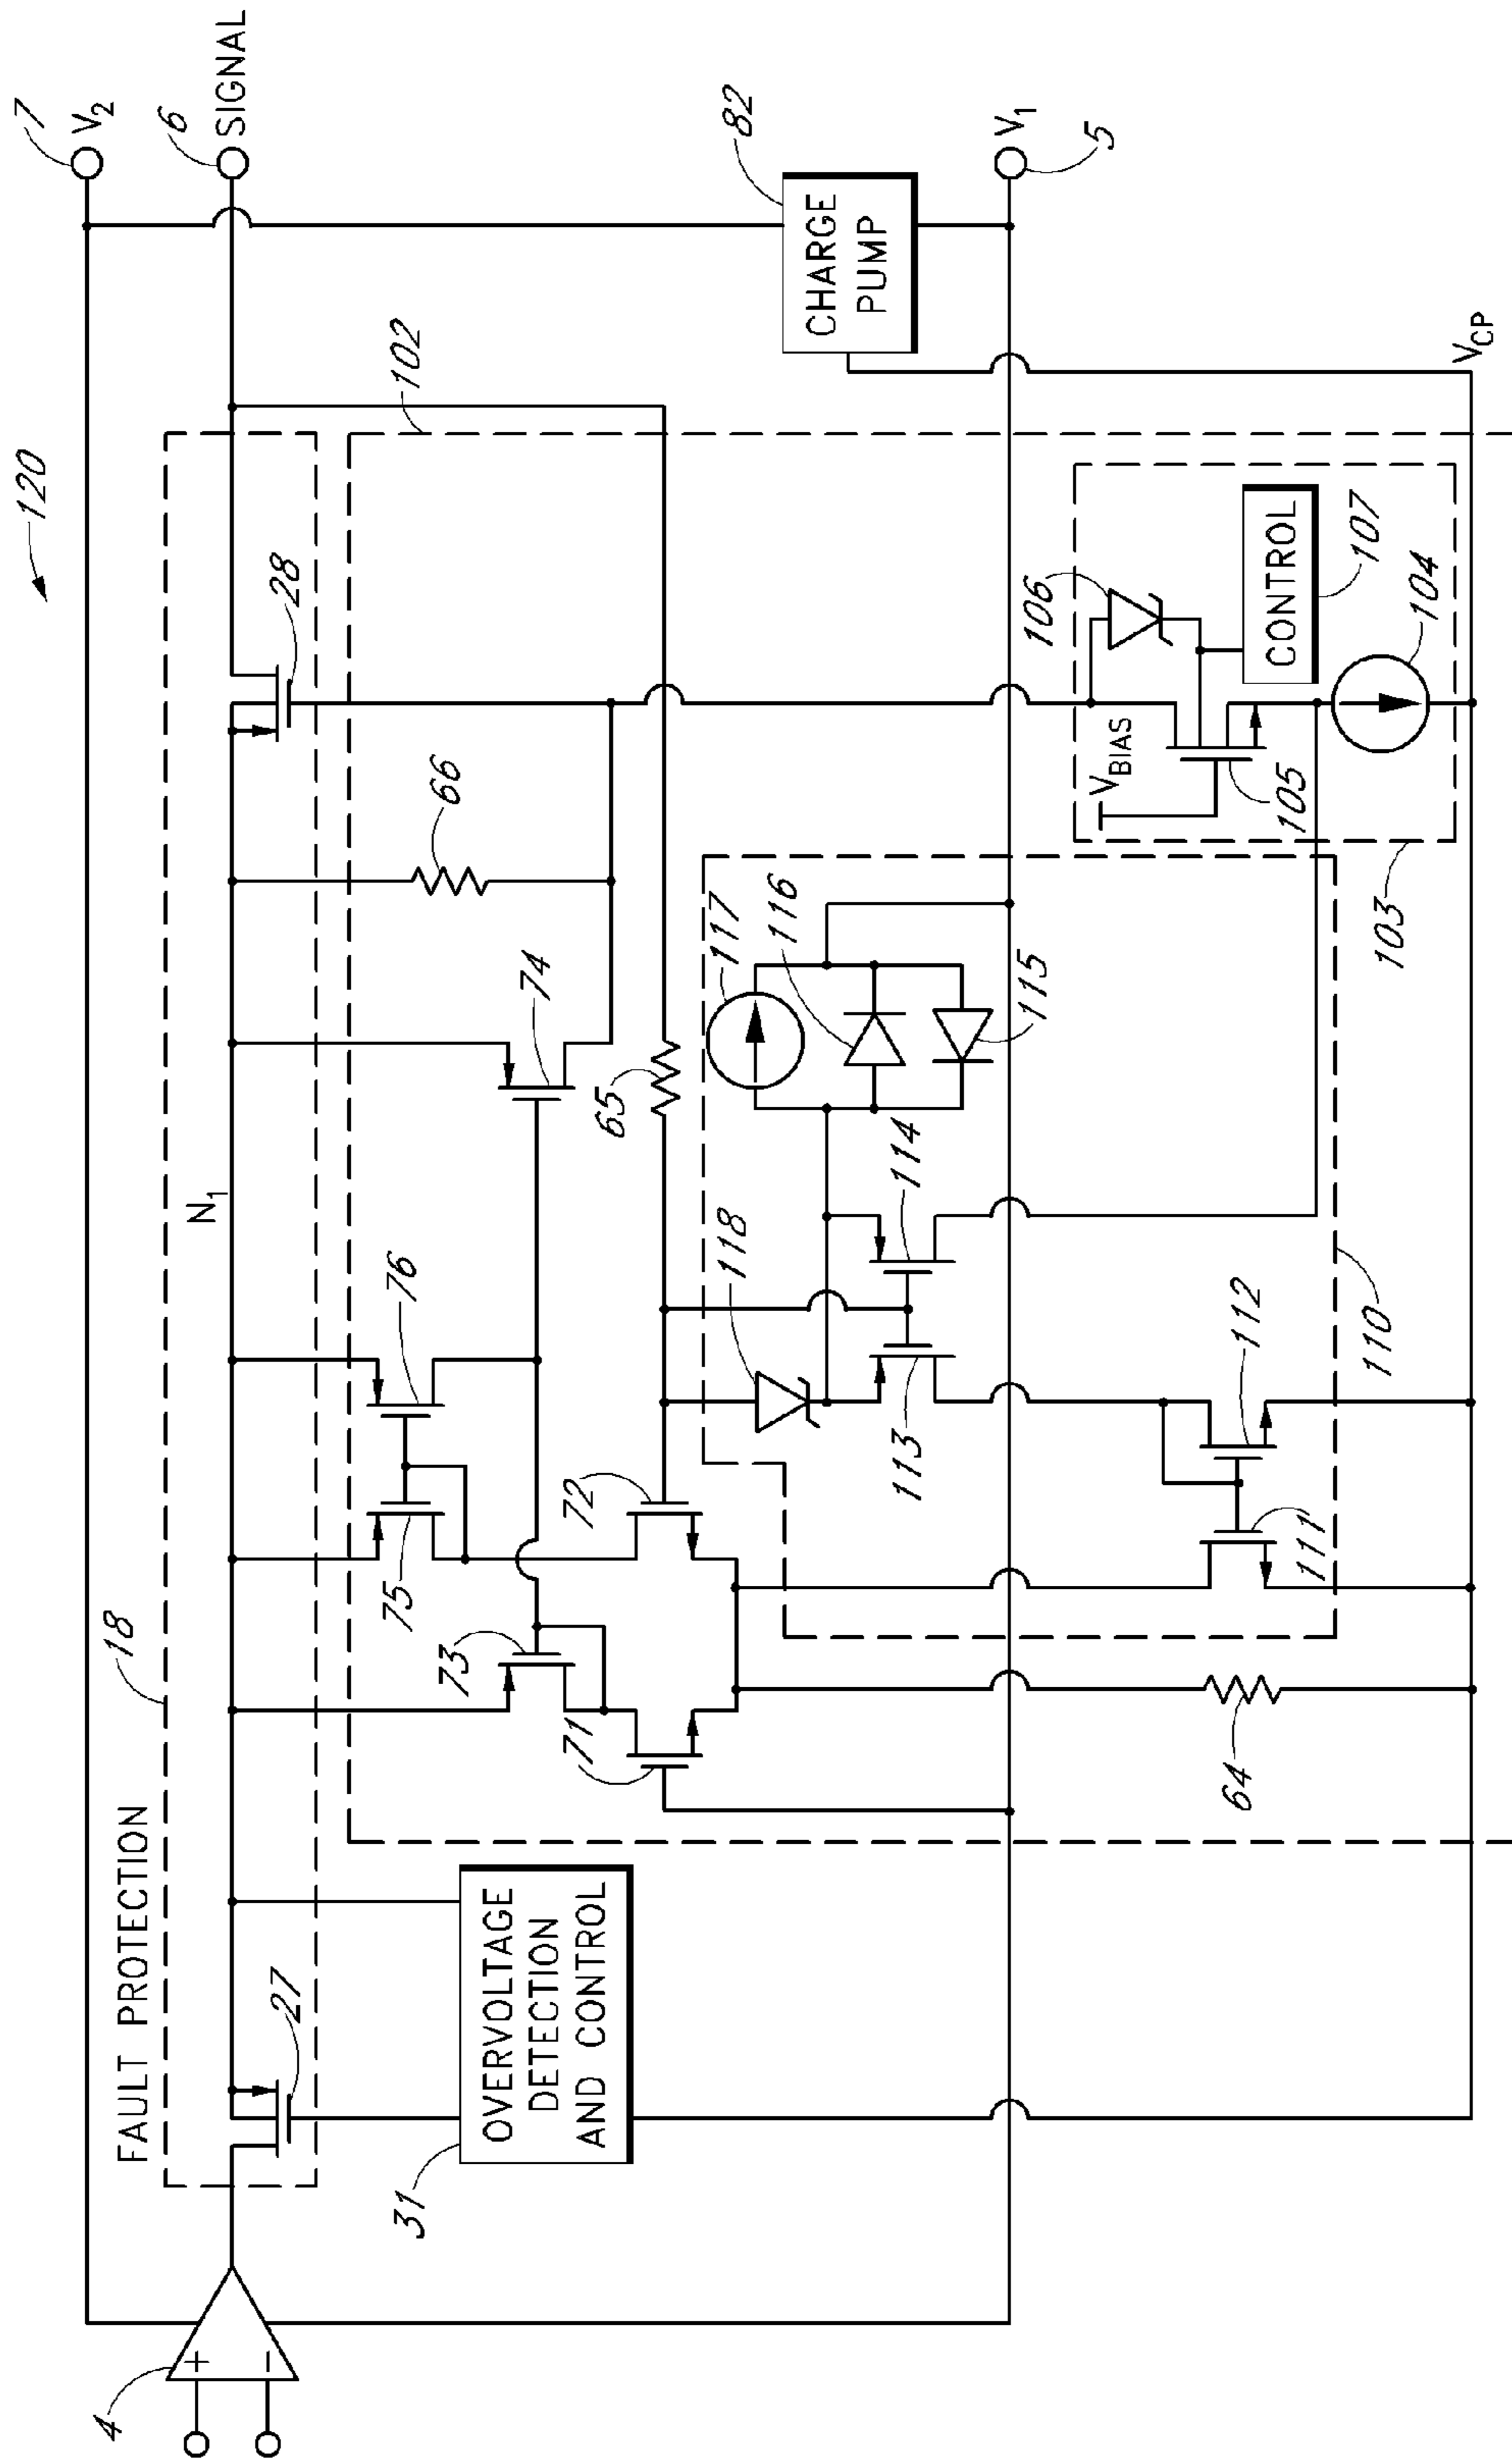 120
7
V2
6
SIGNAL
FAULT PROTECTION
18
N1
4
+
−
27
28
31
OVERVOLTAGE
DETECTION
AND CONTROL
102
73
75
76
74
66
71
72
65
82
CHARGE
PUMP
118
117
116
115
113
114
V1
5
106
VBIAS
105
CONTROL
107
104
103
64
111
112
110
VCP